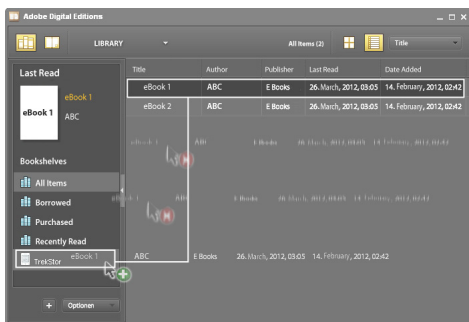 Adobe Digital Editions
LIBRARY All Items (2) Title
Last Read
eBook 1
eBook 1
ABC
Title Author Publisher Last Read Date Added
eBook 1 ABC E Books 26. March, 2012, 03:05 14. February, 2012, 02:42
eBook 2 ABC E Books 26. March, 2012, 03:05 14. February, 2012, 02:42
Bookshelves
All Items
Borrowed
Purchased
Recently Read
TrekStor eBook 1 ABC E Books 26. March, 2012, 03:05 14. February, 2012, 02:42
+ Optionen